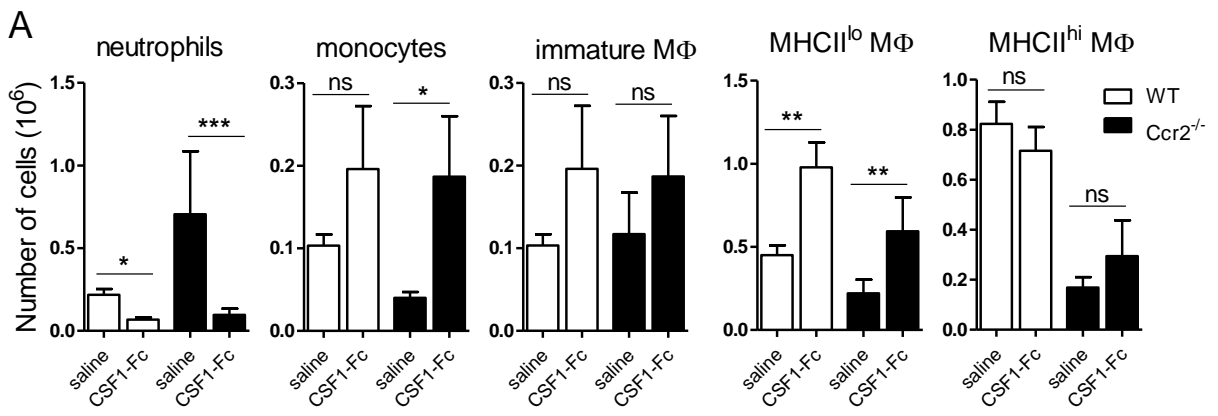 A
neutrophils
monocytes
immature MΦ
MHCII^lo MΦ
MHCII^hi MΦ
Number of cells (10^6)
1.5
1.0
0.5
0.0
*
***
saline
CSF1-Fc
saline
CSF1-Fc
0.3
0.2
0.1
0.0
ns
*
saline
CSF1-Fc
saline
CSF1-Fc
0.3
0.2
0.1
0.0
ns
ns
saline
CSF1-Fc
saline
CSF1-Fc
1.5
1.0
0.5
0.0
**
**
saline
CSF1-Fc
saline
CSF1-Fc
1.0
0.8
0.6
0.4
0.2
0.0
ns
ns
saline
CSF1-Fc
saline
CSF1-Fc
WT
Ccr2^-/-